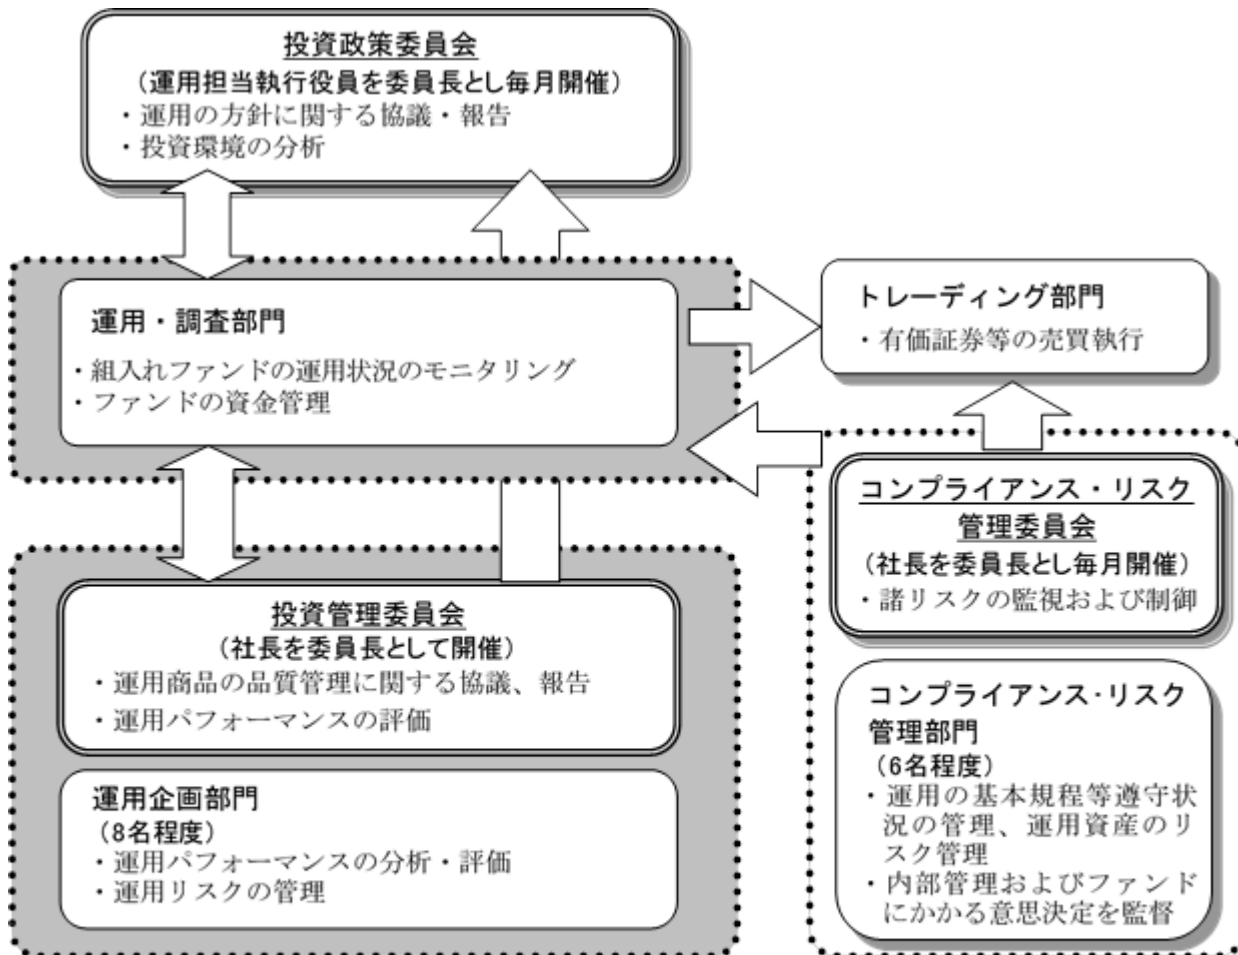 投資政策委員会
（運用担当執行役員を委員長とし毎月開催）
・運用の方針に関する協議・報告
・投資環境の分析
運用・調査部門
・組入れファンドの運用状況のモニタリング
・ファンドの資金管理
トレーディング部門
・有価証券等の売買執行
コンプライアンス・リスク
管理委員会
（社長を委員長とし毎月開催）
・諸リスクの監視および制御
投資管理委員会
（社長を委員長として開催）
・運用商品の品質管理に関する協議、報告
・運用パフォーマンスの評価
運用企画部門
（8名程度）
・運用パフォーマンスの分析・評価
・運用リスクの管理
コンプライアンス・リスク
管理部門
（6名程度）
・運用の基本規程等遵守状
況の管理、運用資産のリ
スク管理
・内部管理およびファンド
にかかる意思決定を監督